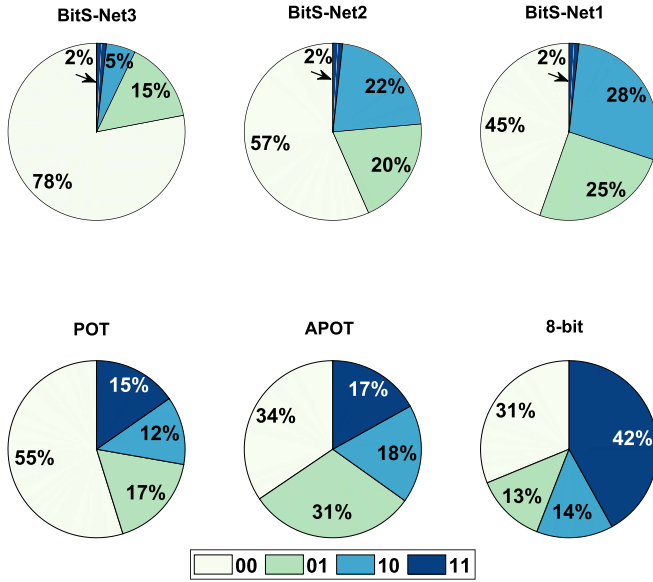 BitS-Net3 BitS-Net2 BitS-Net1
2% 5% 15% 78%
2% 22% 20% 57%
2% 28% 25% 45%
POT APOT 8-bit
15% 12% 17% 55%
17% 18% 31% 34%
42% 14% 13% 31%
00 01 10 11